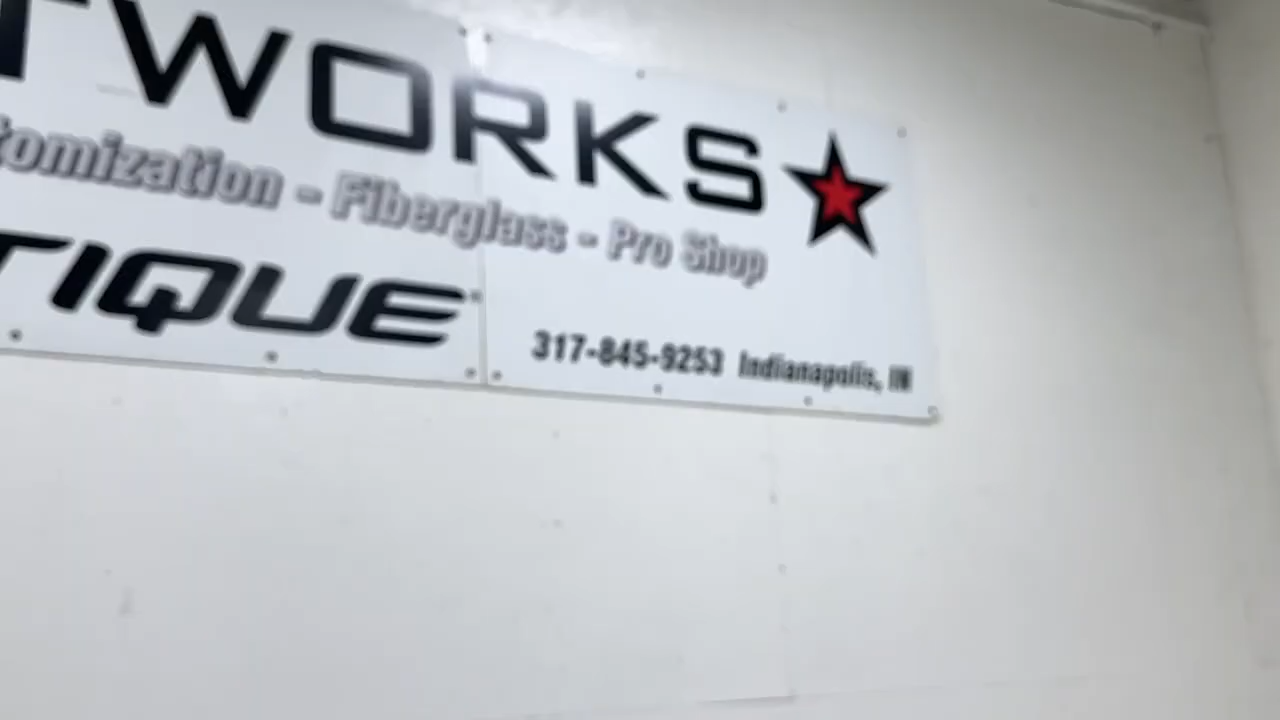 TWORKS
tomization - Fiberglass - Pro Shop
TIQUE
317-845-9253 Indianapolis, IN